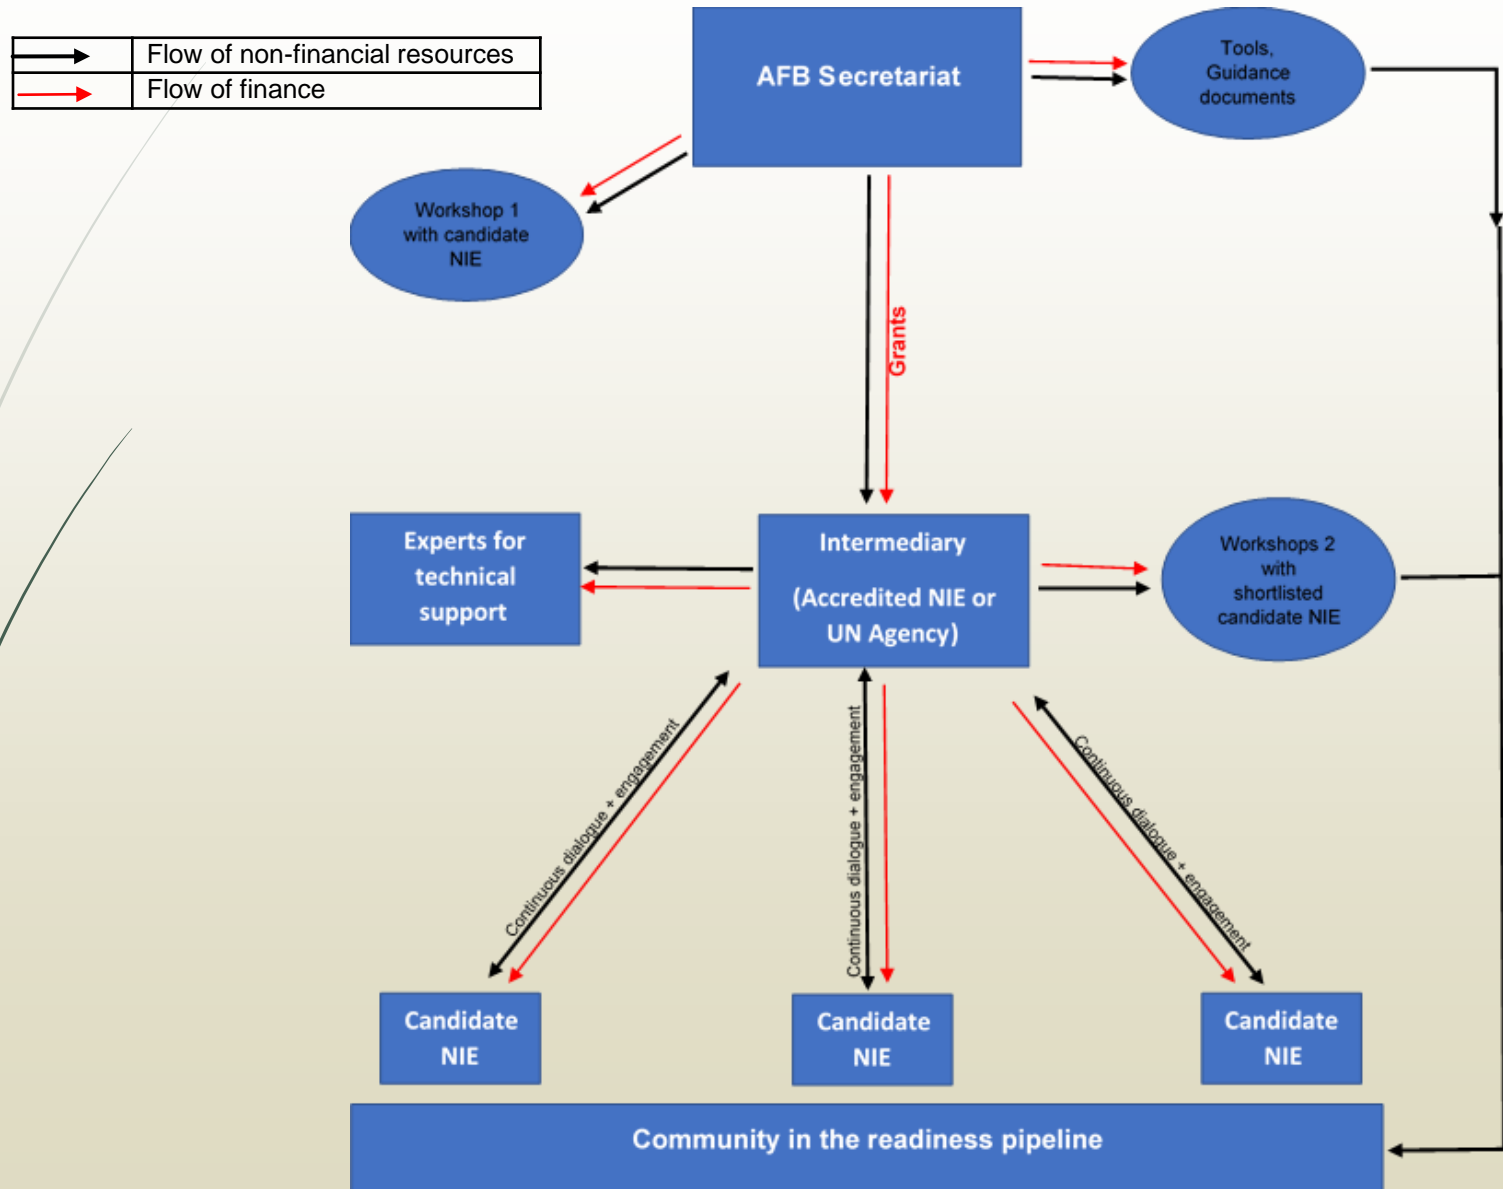 Flow of non-financial resources
Flow of finance
AFB Secretariat
Tools,
Guidance
documents
Workshop 1
with candidate
NIE
Grants
Experts for
technical
support
Intermediary
(Accredited NIE or
UN Agency)
Workshops 2
with
shortlisted
candidate NIE
Continuous dialogue + engagement
Continuous dialogue + engagement
Continuous dialogue + engagement
Candidate
NIE
Candidate
NIE
Candidate
NIE
Community in the readiness pipeline